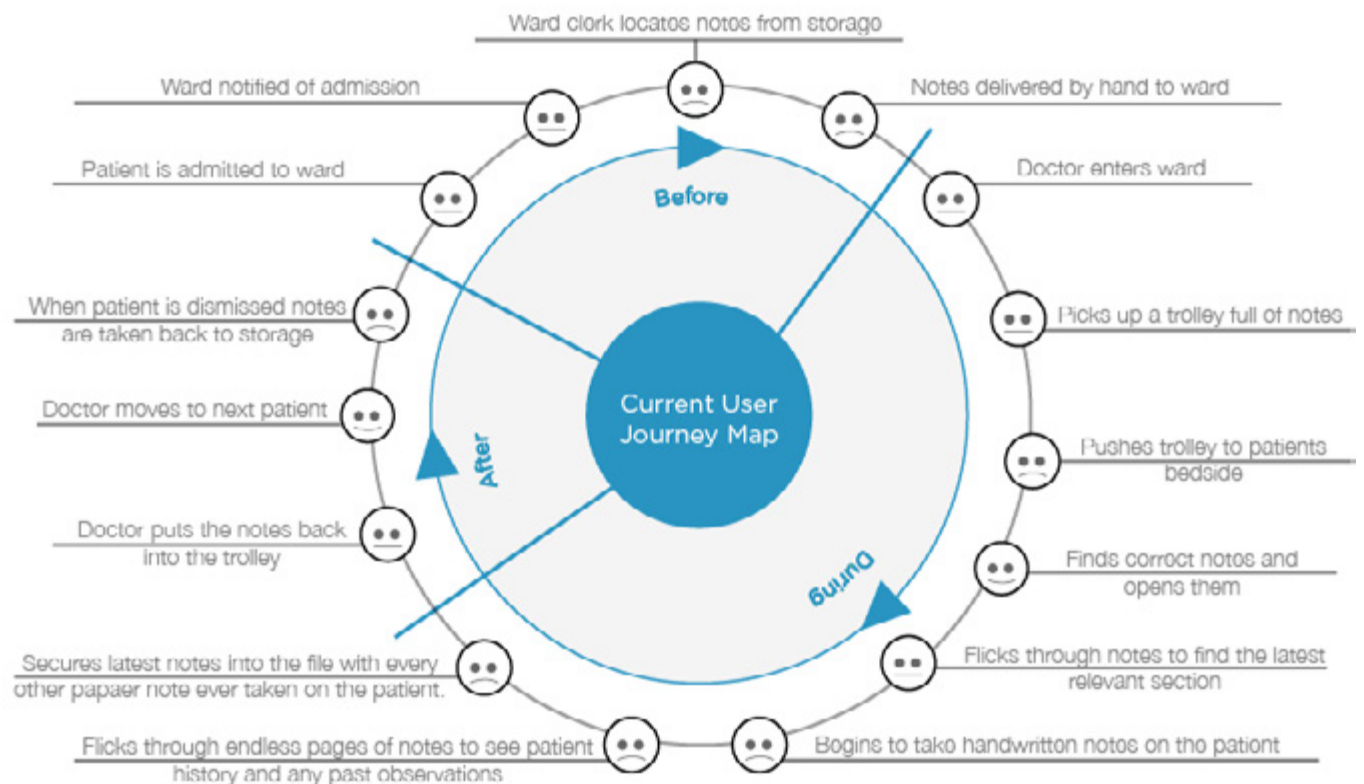 Ward clerk locates notes from storage
Ward notified of admission
Notes delivered by hand to ward
Patient is admitted to ward
Doctor enters ward
Before
When patient is dismissed notes
are taken back to storage
Picks up a trolley full of notes
Current User
Journey Map
Doctor moves to next patient
After
Pushes trolley to patients
bedside
Doctor puts the notes back
into the trolley
During
Finds correct notes and
opens them
Secures latest notes into the file with every
other papaer note ever taken on the patient.
Flicks through notes to find the latest
relevant section
Flicks through endless pages of notes to see patient
history and any past observations
Begins to take handwritten notes on the patient